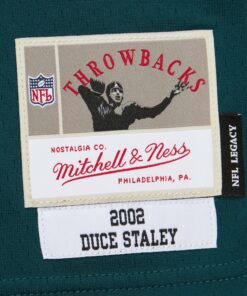 THROWBACKS
NFL
NOSTALGIA CO.
Mitchell & Ness
PHILADELPHIA, PA.
NFL LEGACY
2002
DUCE STALEY